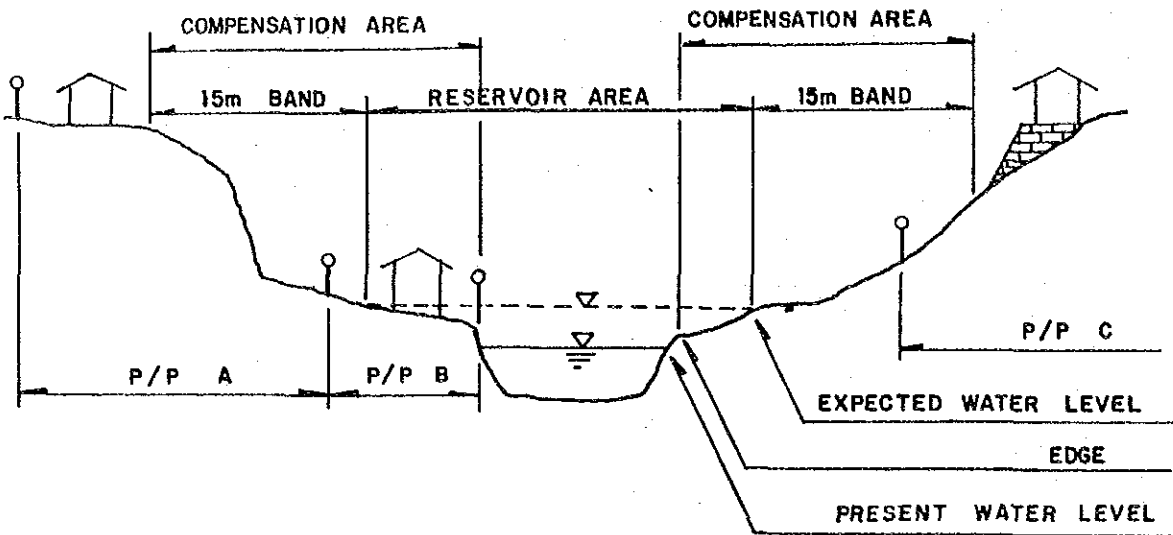 COMPENSATION AREA
COMPENSATION AREA
15m BAND
RESERVOIR AREA
15m BAND
P/P A
P/P B
P/P C
EXPECTED WATER LEVEL
EDGE
PRESENT WATER LEVEL